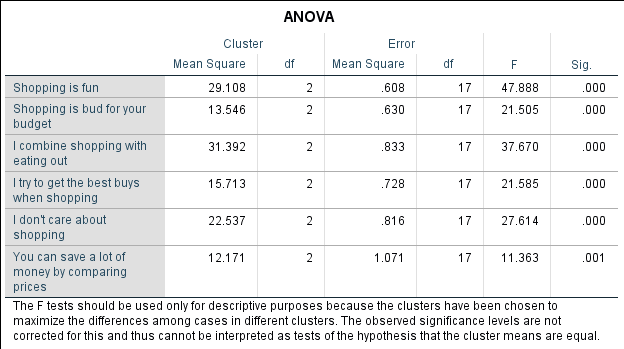 ANOVA
Cluster Error
Mean Square df Mean Square df F Sig.
Shopping is fun 29.108 2 .608 17 47.888 .000
Shopping is bud for your
budget 13.546 2 .630 17 21.505 .000
I combine shopping with
eating out 31.392 2 .833 17 37.670 .000
I try to get the best buys
when shopping 15.713 2 .728 17 21.585 .000
I don't care about
shopping 22.537 2 .816 17 27.614 .000
You can save a lot of
money by comparing
prices 12.171 2 1.071 17 11.363 .001
The F tests should be used only for descriptive purposes because the clusters have been chosen to
maximize the differences among cases in different clusters. The observed significance levels are not
corrected for this and thus cannot be interpreted as tests of the hypothesis that the cluster means are equal.